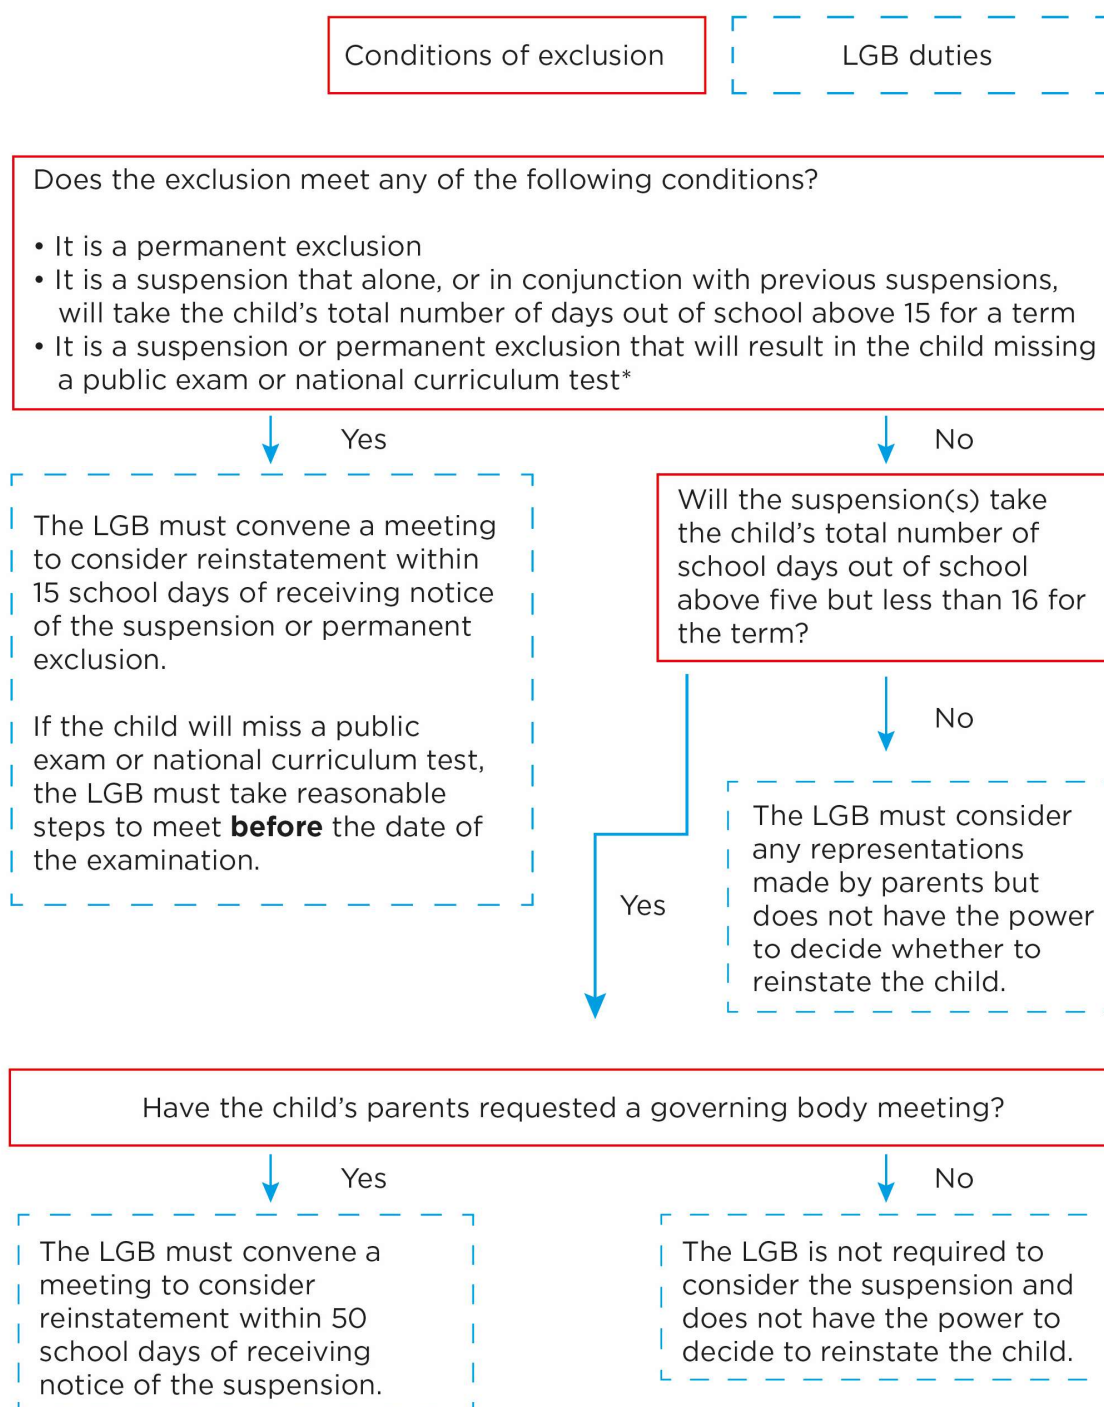 Conditions of exclusion
LGB duties
Does the exclusion meet any of the following conditions?
• It is a permanent exclusion
• It is a suspension that alone, or in conjunction with previous suspensions,
will take the child’s total number of days out of school above 15 for a term
• It is a suspension or permanent exclusion that will result in the child missing
a public exam or national curriculum test*
Yes
No
The LGB must convene a meeting
to consider reinstatement within
15 school days of receiving notice
of the suspension or permanent
exclusion.
If the child will miss a public
exam or national curriculum test,
the LGB must take reasonable
steps to meet before the date of
the examination.
Will the suspension(s) take
the child’s total number of
school days out of school
above five but less than 16 for
the term?
No
The LGB must consider
any representations
made by parents but
does not have the power
to decide whether to
reinstate the child.
Yes
Have the child’s parents requested a governing body meeting?
Yes
No
The LGB must convene a
meeting to consider
reinstatement within 50
school days of receiving
notice of the suspension.
The LGB is not required to
consider the suspension and
does not have the power to
decide to reinstate the child.